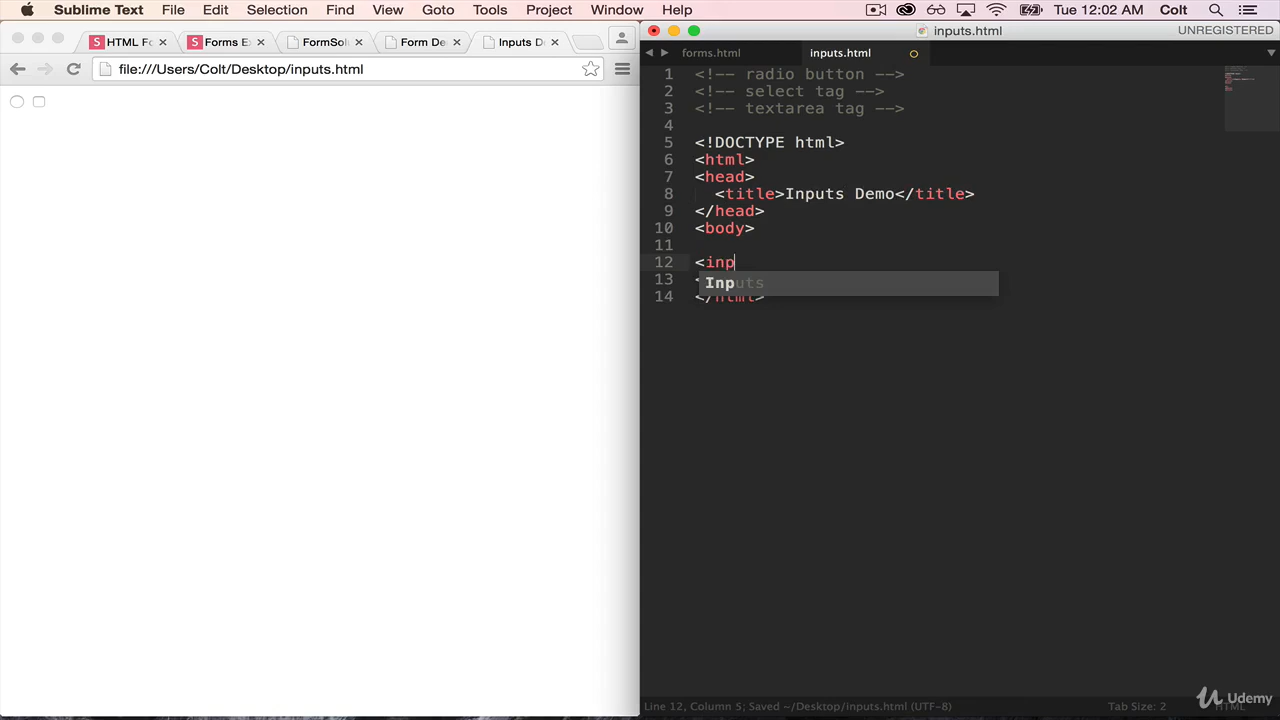 Sublime Text File Edit Selection Find View Goto Tools Project Window Help Tue 12:02 AM Colt
HTML Fo Forms Ex FormSol Form De Inputs D
file:///Users/Colt/Desktop/inputs.html
inputs.html UNREGISTERED
forms.html inputs.html
1 <!-- radio button -->
2 <!-- select tag -->
3 <!-- textarea tag -->
4
5 <!DOCTYPE html>
6 <html>
7 <head>
8 <title>Inputs Demo</title>
9 </head>
10 <body>
11
12 <inp
13 <
Inputs
14 </html>
Line 12, Column 5; Saved ~/Desktop/inputs.html (UTF-8) Tab Size: 2 HTML
Udemy